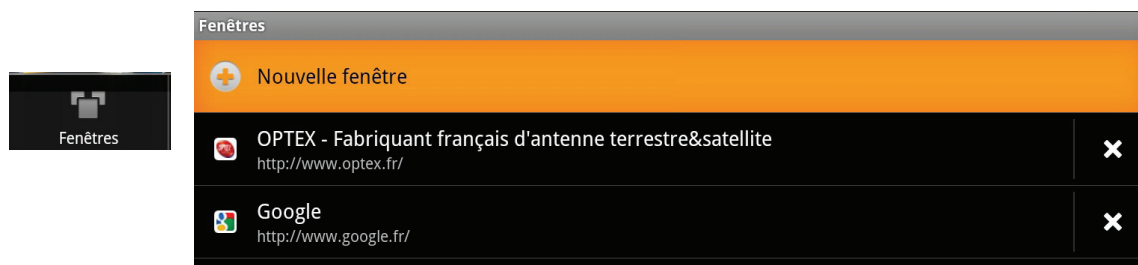 Fenêtres
Fenêtres
Nouvelle fenêtre
OPTEX - Fabriquant français d'antenne terrestre&satellite
http://www.optex.fr/
Google
http://www.google.fr/